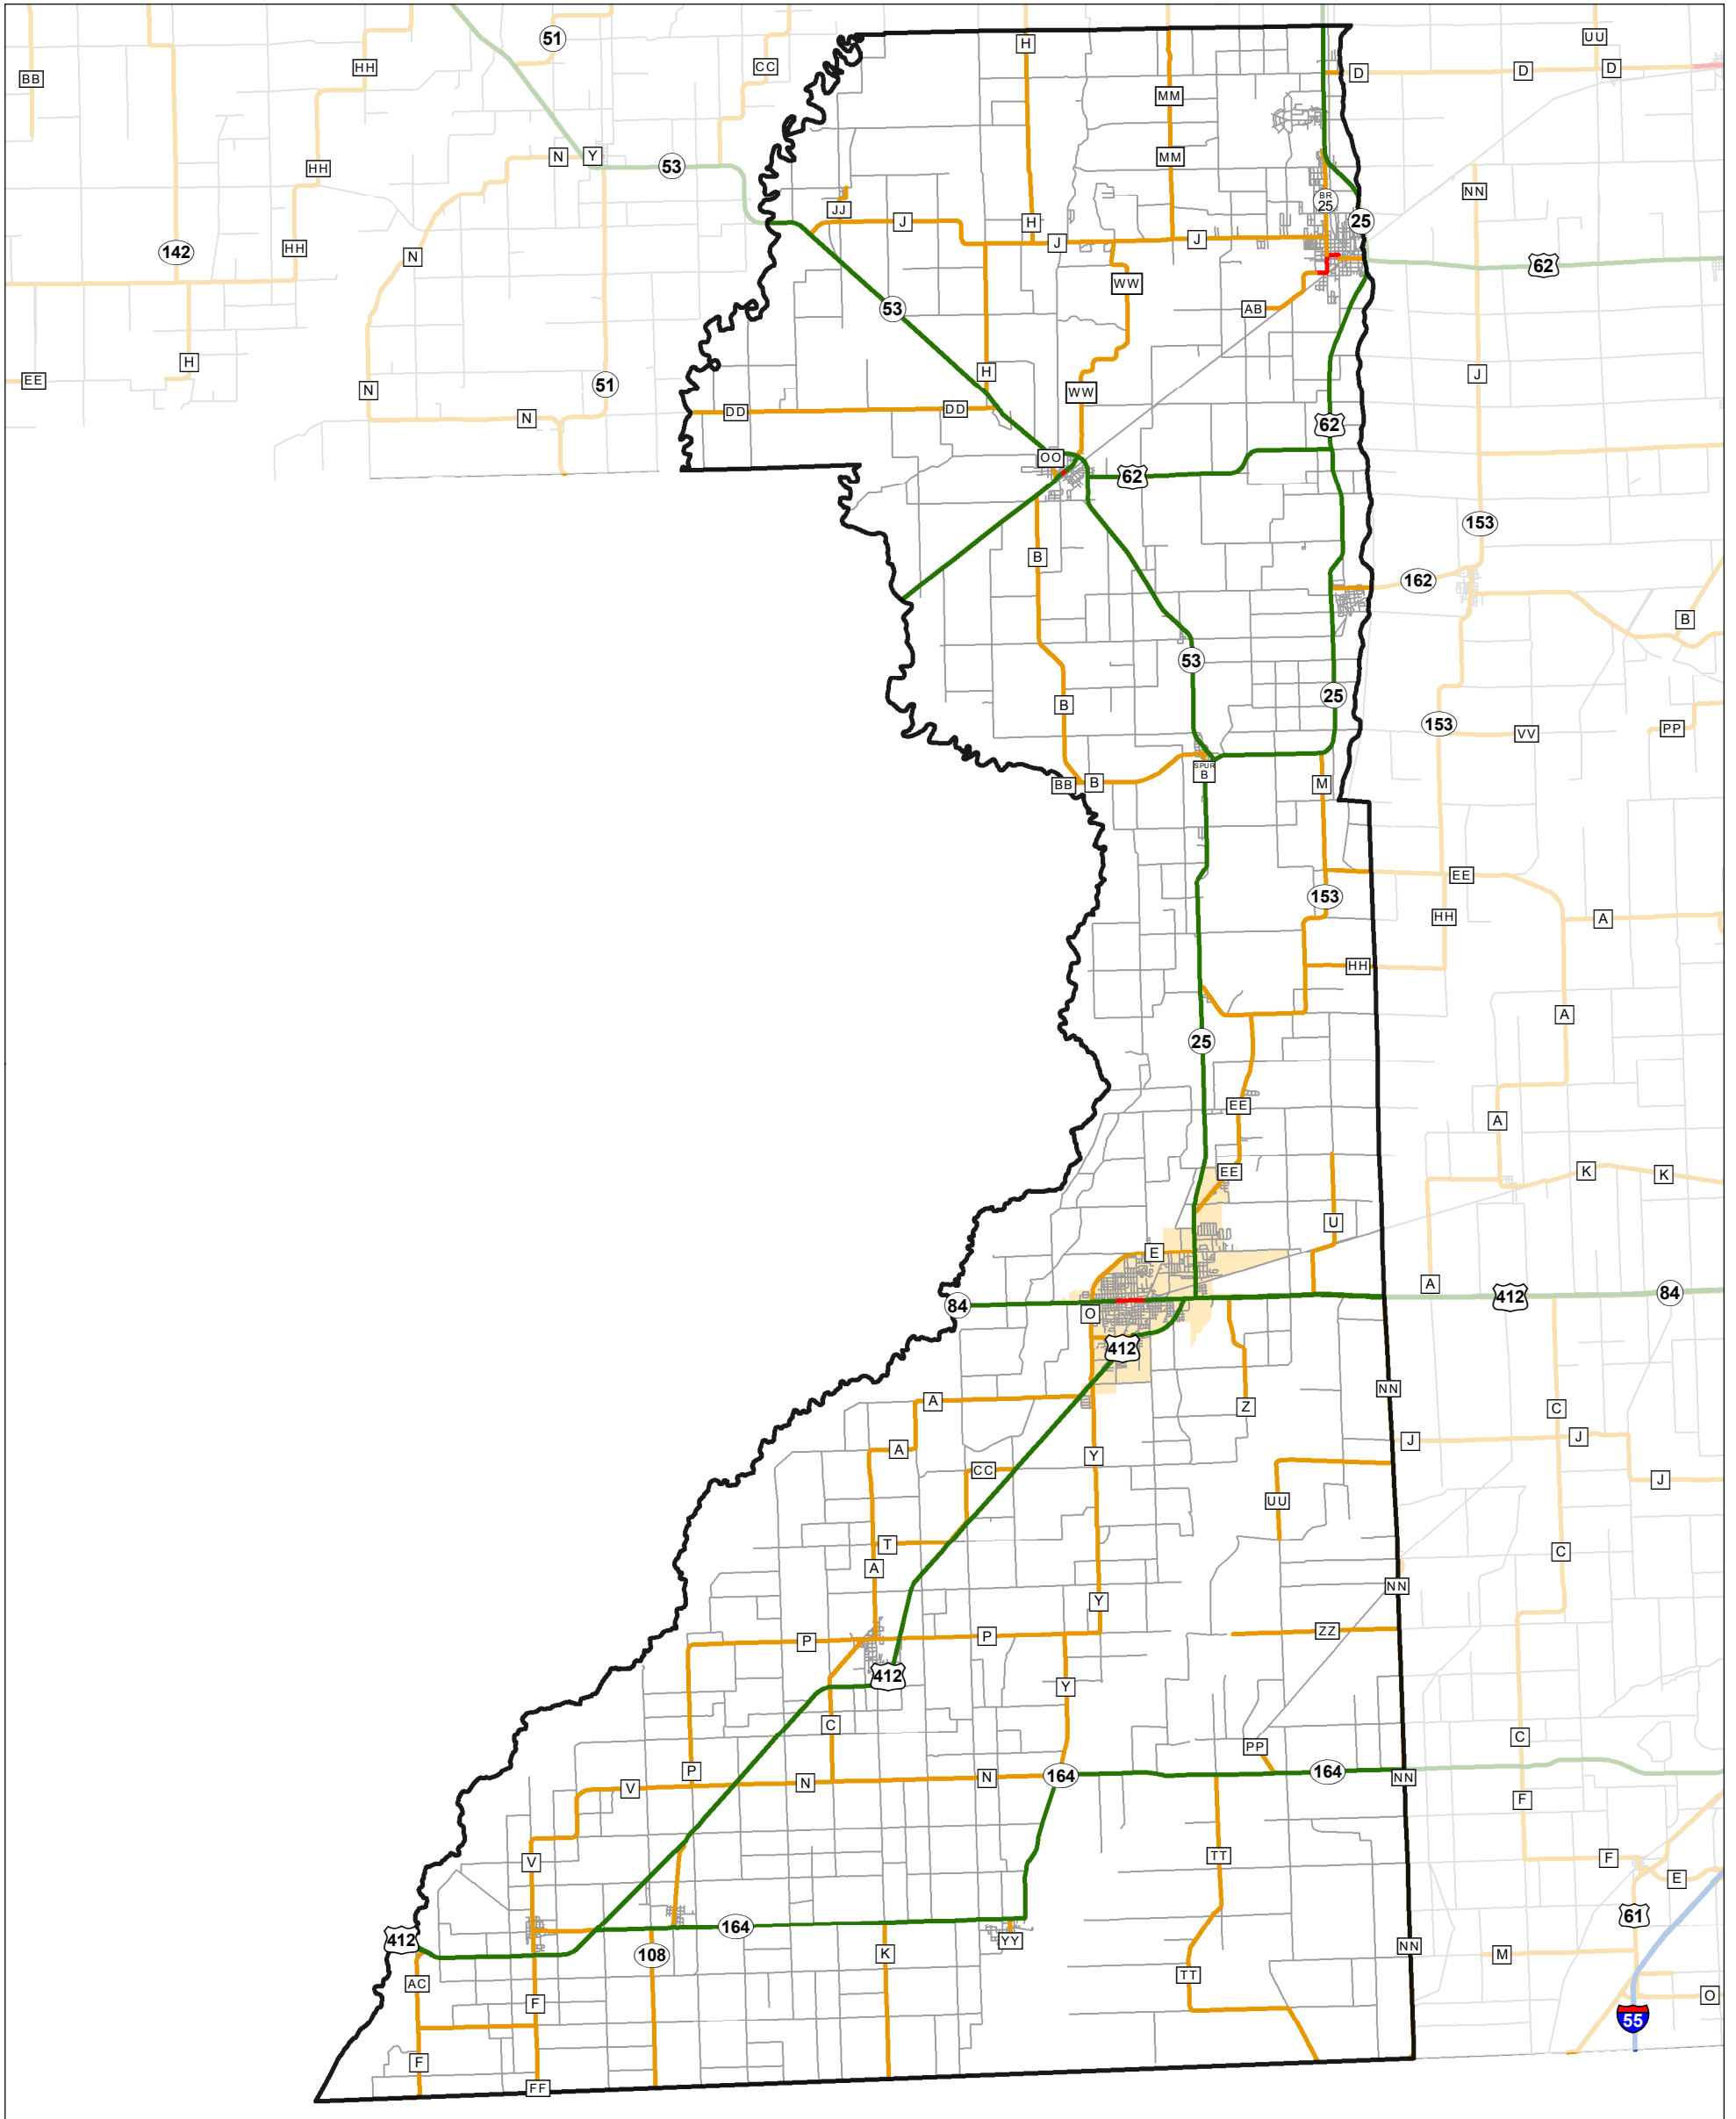 51
H
UU
BB
HH
CC
D
D
D
MM
N
Y
53
HH
MM
NN
BR
25
JJ
J
H
25
J
J
142
HH
N
62
WW
53
AB
H
H
J
EE
51
N
N
DD
DD
WW
62
OO
62
153
B
162
B
53
25
B
153
VV
PP
SPUR
B
BB
B
M
EE
153
HH
A
HH
A
25
EE
A
EE
K
K
U
E
84
O
A
412
84
412
NN
A
Z
C
J
J
A
Y
CC
J
UU
T
A
C
NN
Y
P
P
ZZ
412
Y
C
C
PP
P
V
N
N
164
164
NN
F
V
TT
F
E
61
412
164
YY
108
K
NN
M
TT
AC
F
O
55
F
FF